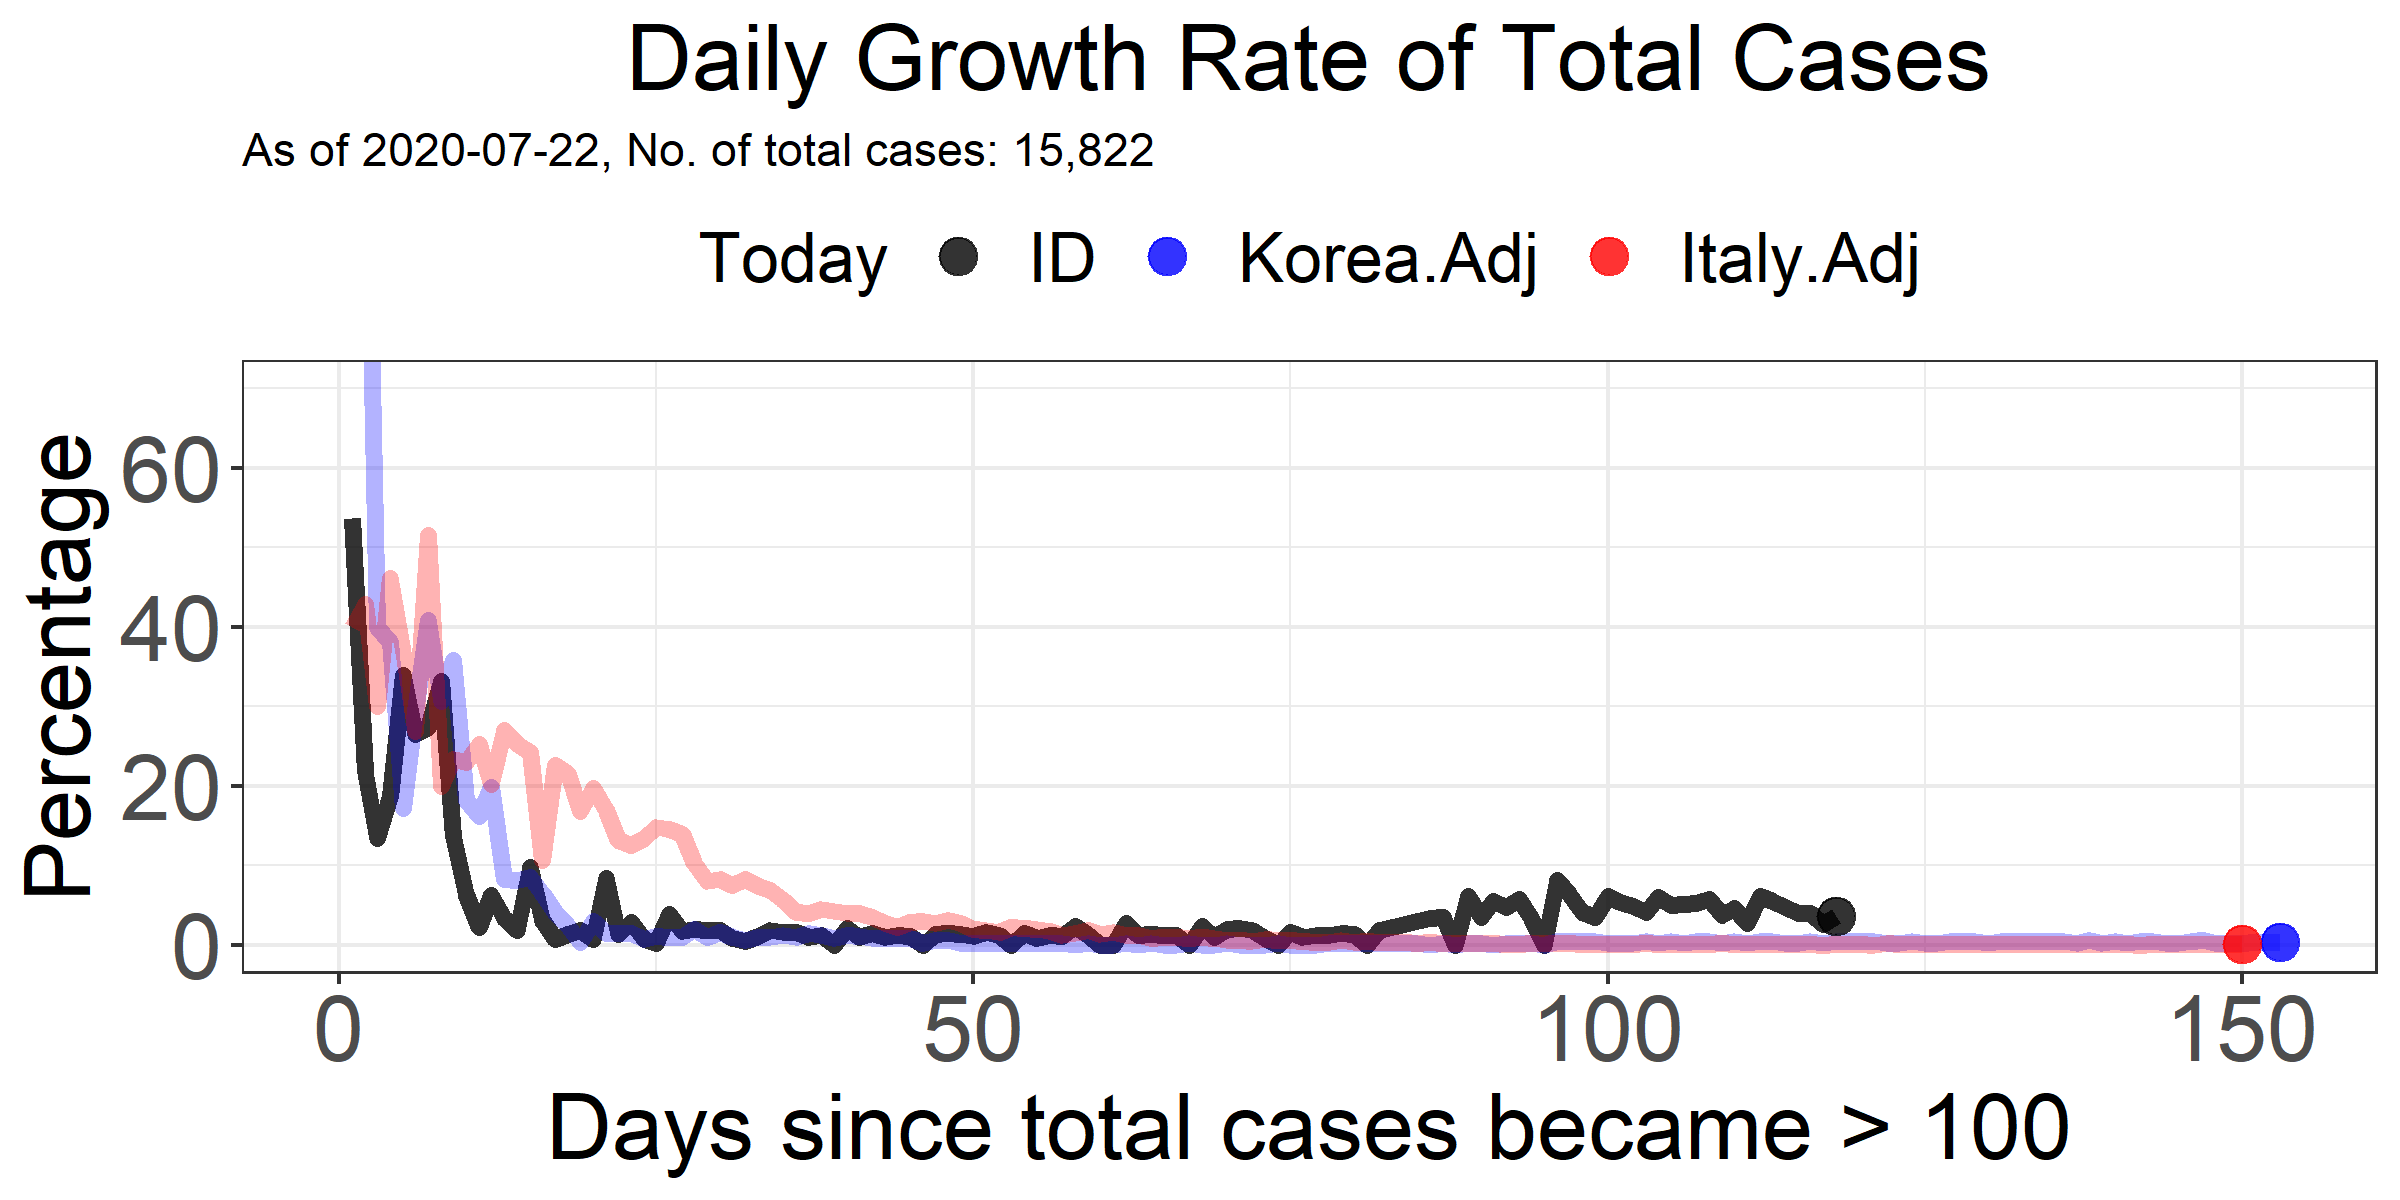 Daily Growth Rate of Total Cases
As of 2020-07-22, No. of total cases: 15,822
Today ID Korea.Adj Italy.Adj
Percentage
60
40
20
0
0 50 100 150
Days since total cases became > 100